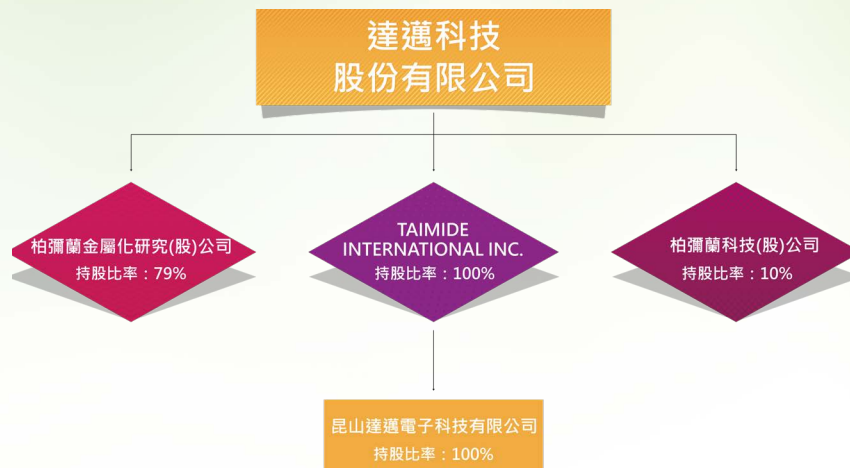 達邁科技
股份有限公司
柏彌蘭金屬化研究(股)公司
持股比率：79%
TAIMIDE
INTERNATIONAL INC.
持股比率：100%
柏彌蘭科技(股)公司
持股比率：10%
昆山達邁電子科技有限公司
持股比率：100%